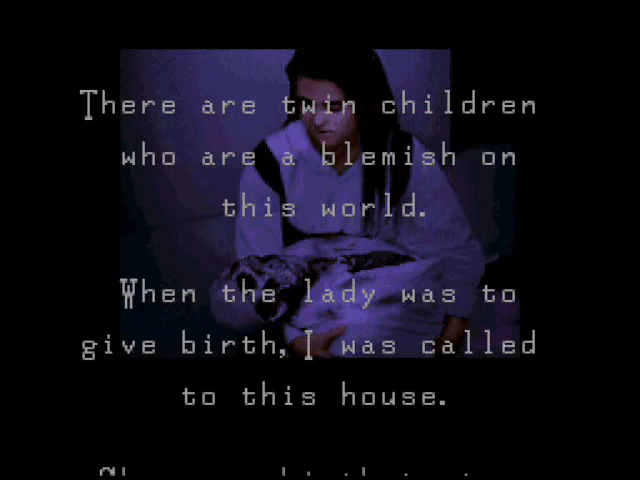 There are twin children
who are a blemish on
this world.
When the lady was to
give birth, I was called
to this house.